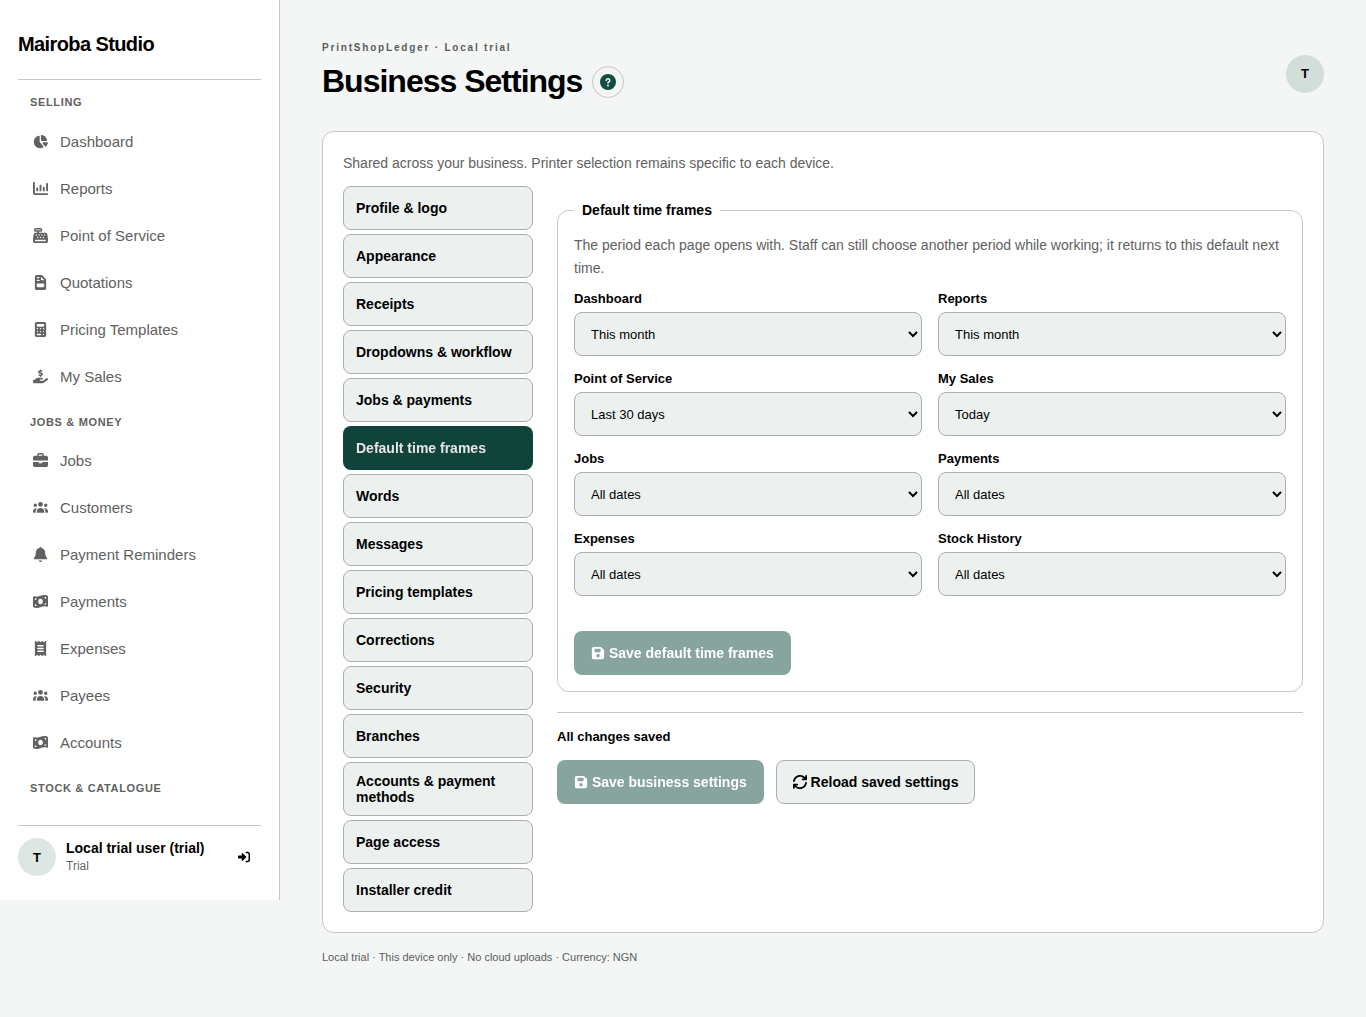 Mairoba Studio
SELLING
Dashboard
Reports
Point of Service
Quotations
Pricing Templates
My Sales
JOBS & MONEY
Jobs
Customers
Payment Reminders
Payments
Expenses
Payees
Accounts
STOCK & CATALOGUE
T
Local trial user (trial)
Trial
PrintShopLedger · Local trial
Business Settings
?
T
Shared across your business. Printer selection remains specific to each device.
Profile & logo
Appearance
Receipts
Dropdowns & workflow
Jobs & payments
Default time frames
Words
Messages
Pricing templates
Corrections
Security
Branches
Accounts & payment
methods
Page access
Installer credit
Default time frames
The period each page opens with. Staff can still choose another period while working; it returns to this default next
time.
Dashboard
This month
Reports
This month
Point of Service
Last 30 days
My Sales
Today
Jobs
All dates
Payments
All dates
Expenses
All dates
Stock History
All dates
Save default time frames
All changes saved
Save business settings
Reload saved settings
Local trial · This device only · No cloud uploads · Currency: NGN